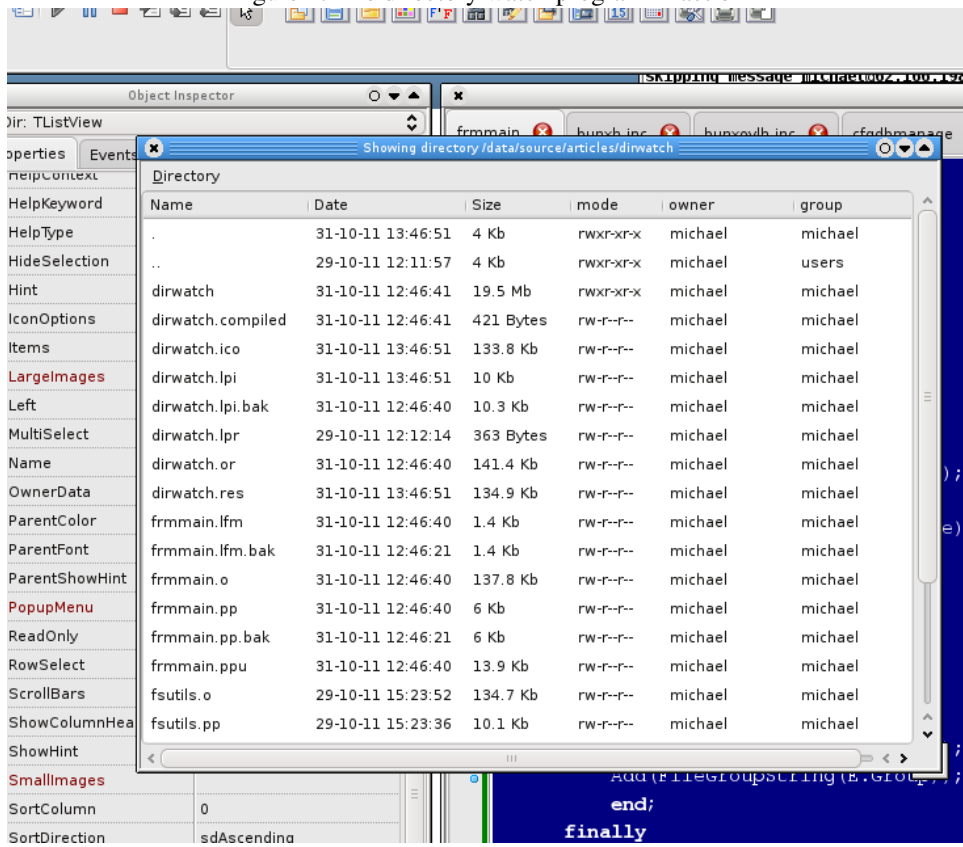 F'F
15
Object Inspector
Dir: TListView
operties Events
HelpContext
HelpKeyword
HelpType
HideSelection
Hint
IconOptions
Items
LargeImages
Left
MultiSelect
Name
OwnerData
ParentColor
ParentFont
ParentShowHint
PopupMenu
ReadOnly
RowSelect
ScrollBars
ShowColumnHea
ShowHint
SmallImages
SortColumn 0
SortDirection sdAscending
skipping message
frmmain
cfgdbmanage
Showing directory /data/source/articles/dirwatch
Directory
Name Date Size mode owner group
. 31-10-11 13:46:51 4 Kb rwxr-xr-x michael michael
.. 29-10-11 12:11:57 4 Kb rwxr-xr-x michael users
dirwatch 31-10-11 12:46:41 19.5 Mb rwxr-xr-x michael michael
dirwatch.compiled 31-10-11 12:46:41 421 Bytes rw-r--r-- michael michael
dirwatch.ico 31-10-11 13:46:51 133.8 Kb rw-r--r-- michael michael
dirwatch.lpi 31-10-11 13:46:51 10 Kb rw-r--r-- michael michael
dirwatch.lpi.bak 31-10-11 12:46:40 10.3 Kb rw-r--r-- michael michael
dirwatch.lpr 29-10-11 12:12:14 363 Bytes rw-r--r-- michael michael
dirwatch.or 31-10-11 12:46:40 141.4 Kb rw-r--r-- michael michael
dirwatch.res 31-10-11 13:46:51 134.9 Kb rw-r--r-- michael michael
frmmain.lfm 31-10-11 12:46:40 1.4 Kb rw-r--r-- michael michael
frmmain.lfm.bak 31-10-11 12:46:21 1.4 Kb rw-r--r-- michael michael
frmmain.o 31-10-11 12:46:40 137.8 Kb rw-r--r-- michael michael
frmmain.pp 31-10-11 12:46:40 6 Kb rw-r--r-- michael michael
frmmain.pp.bak 31-10-11 12:46:21 6 Kb rw-r--r-- michael michael
frmmain.ppu 31-10-11 12:46:40 13.9 Kb rw-r--r-- michael michael
fsutils.o 29-10-11 15:23:52 134.7 Kb rw-r--r-- michael michael
fsutils.pp 29-10-11 15:23:36 10.1 Kb rw-r--r-- michael michael
);
e)
;
Add(FileGroupString(E.Group));
end;
finally